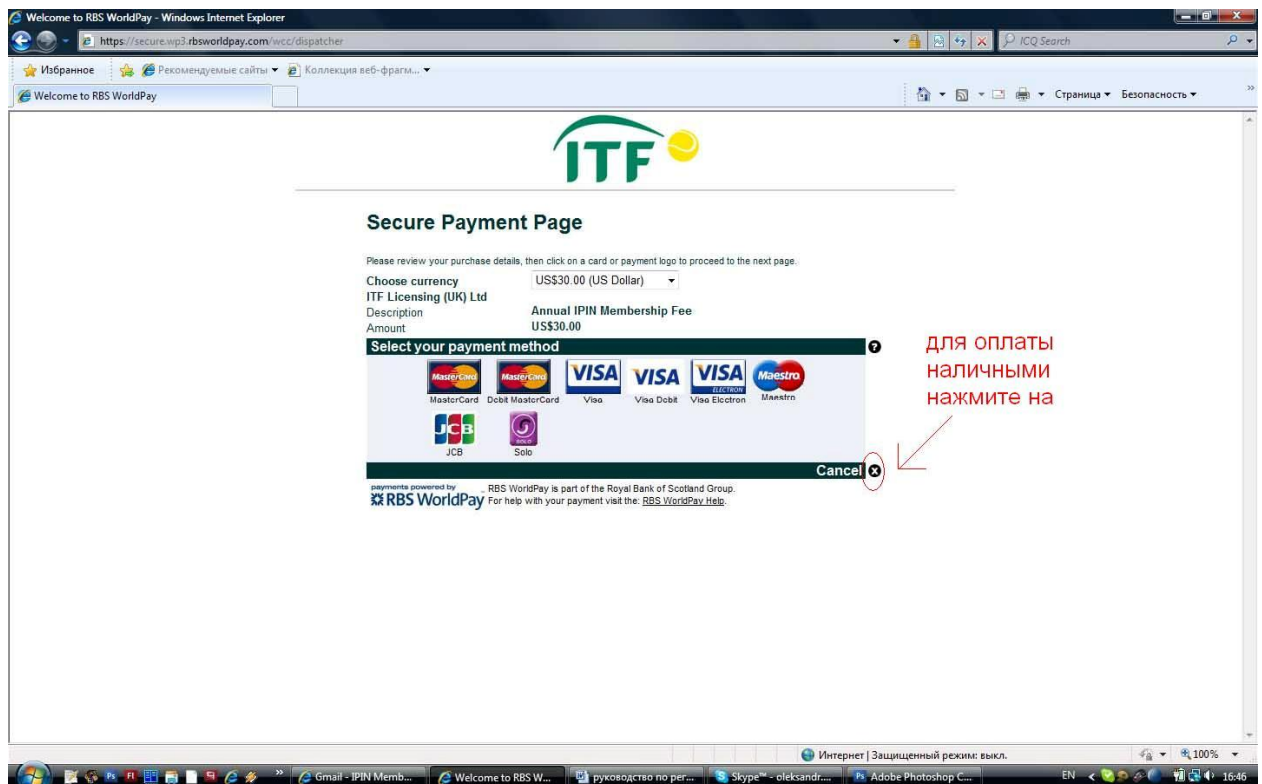 Welcome to RBS WorldPay - Windows Internet Explorer
https://secure.wp3.rbsworldpay.com/wcc/dispatcher
ICQ Search
Избранное
Рекомендуемые сайты
Коллекция веб-фрагм...
Welcome to RBS WorldPay
Страница
Безопасность
ITF
Secure Payment Page
Please review your purchase details, then click on a card or payment logo to proceed to the next page.
Choose currency US$30.00 (US Dollar)
ITF Licensing (UK) Ltd
Description Annual IPIN Membership Fee
Amount US$30.00
Select your payment method
для оплаты
наличными
нажмите на
MasterCard MasterCard VISA VISA VISA ELECTRON Maestro
MasterCard Debit MasterCard Visa Visa Debit Visa Electron Maestro
JCB SOLO
JCB Solo
Cancel
payments powered by
RBS WorldPay
RBS WorldPay is part of the Royal Bank of Scotland Group.
For help with your payment visit the: RBS WorldPay Help.
Интернет | Защищенный режим: выкл.
100%
Gmail - IPIN Memb...
Welcome to RBS W...
руководство по рег...
Skype™ - oleksandr....
Adobe Photoshop C...
EN
16:46